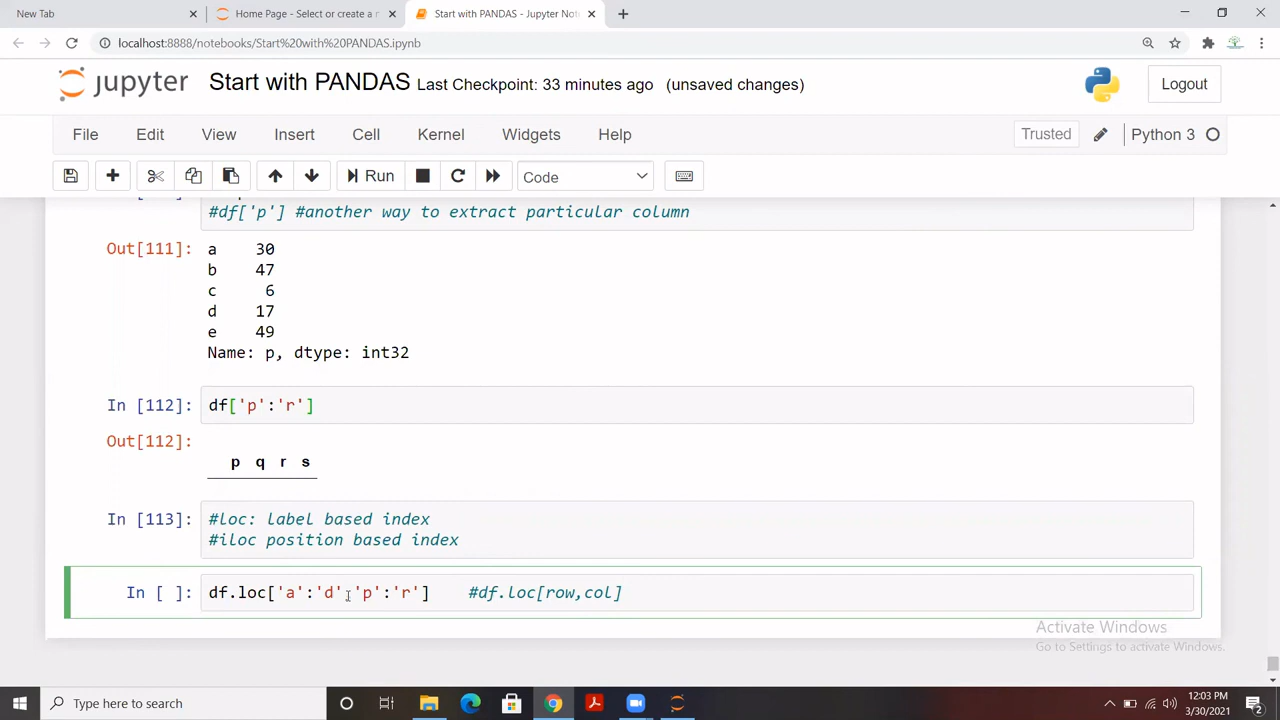 New Tab
Home Page - Select or create a n
Start with PANDAS - Jupyter Not
localhost:8888/notebooks/Start%20with%20PANDAS.ipynb
jupyter Start with PANDAS Last Checkpoint: 33 minutes ago (unsaved changes)
Logout
File Edit View Insert Cell Kernel Widgets Help
Trusted
Python 3
Run
Code
#df['p'] #another way to extract particular column
Out[111]:
a 30
b 47
c 6
d 17
e 49
Name: p, dtype: int32
In [112]: df['p':'r']
Out[112]:
p q r s
In [113]: #loc: label based index
#iloc position based index
In [ ]: df.loc['a':'d','p':'r'] #df.loc[row,col]
Activate Windows
Go to Settings to activate Windows.
Type here to search
12:03 PM
3/30/2021
2